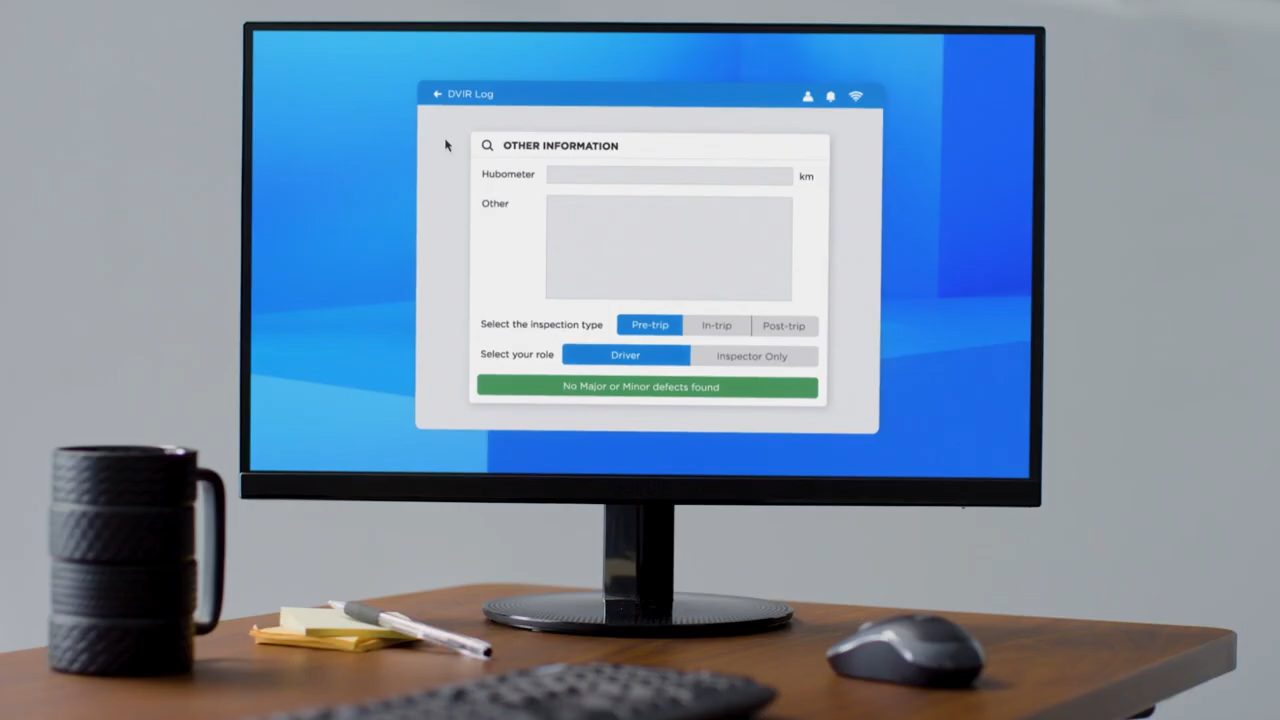 DVIR Log
OTHER INFORMATION
Hubometer km
Other
Select the inspection type Pre-trip In-trip Post-trip
Select your role Driver Inspector Only
No Major or Minor defects found